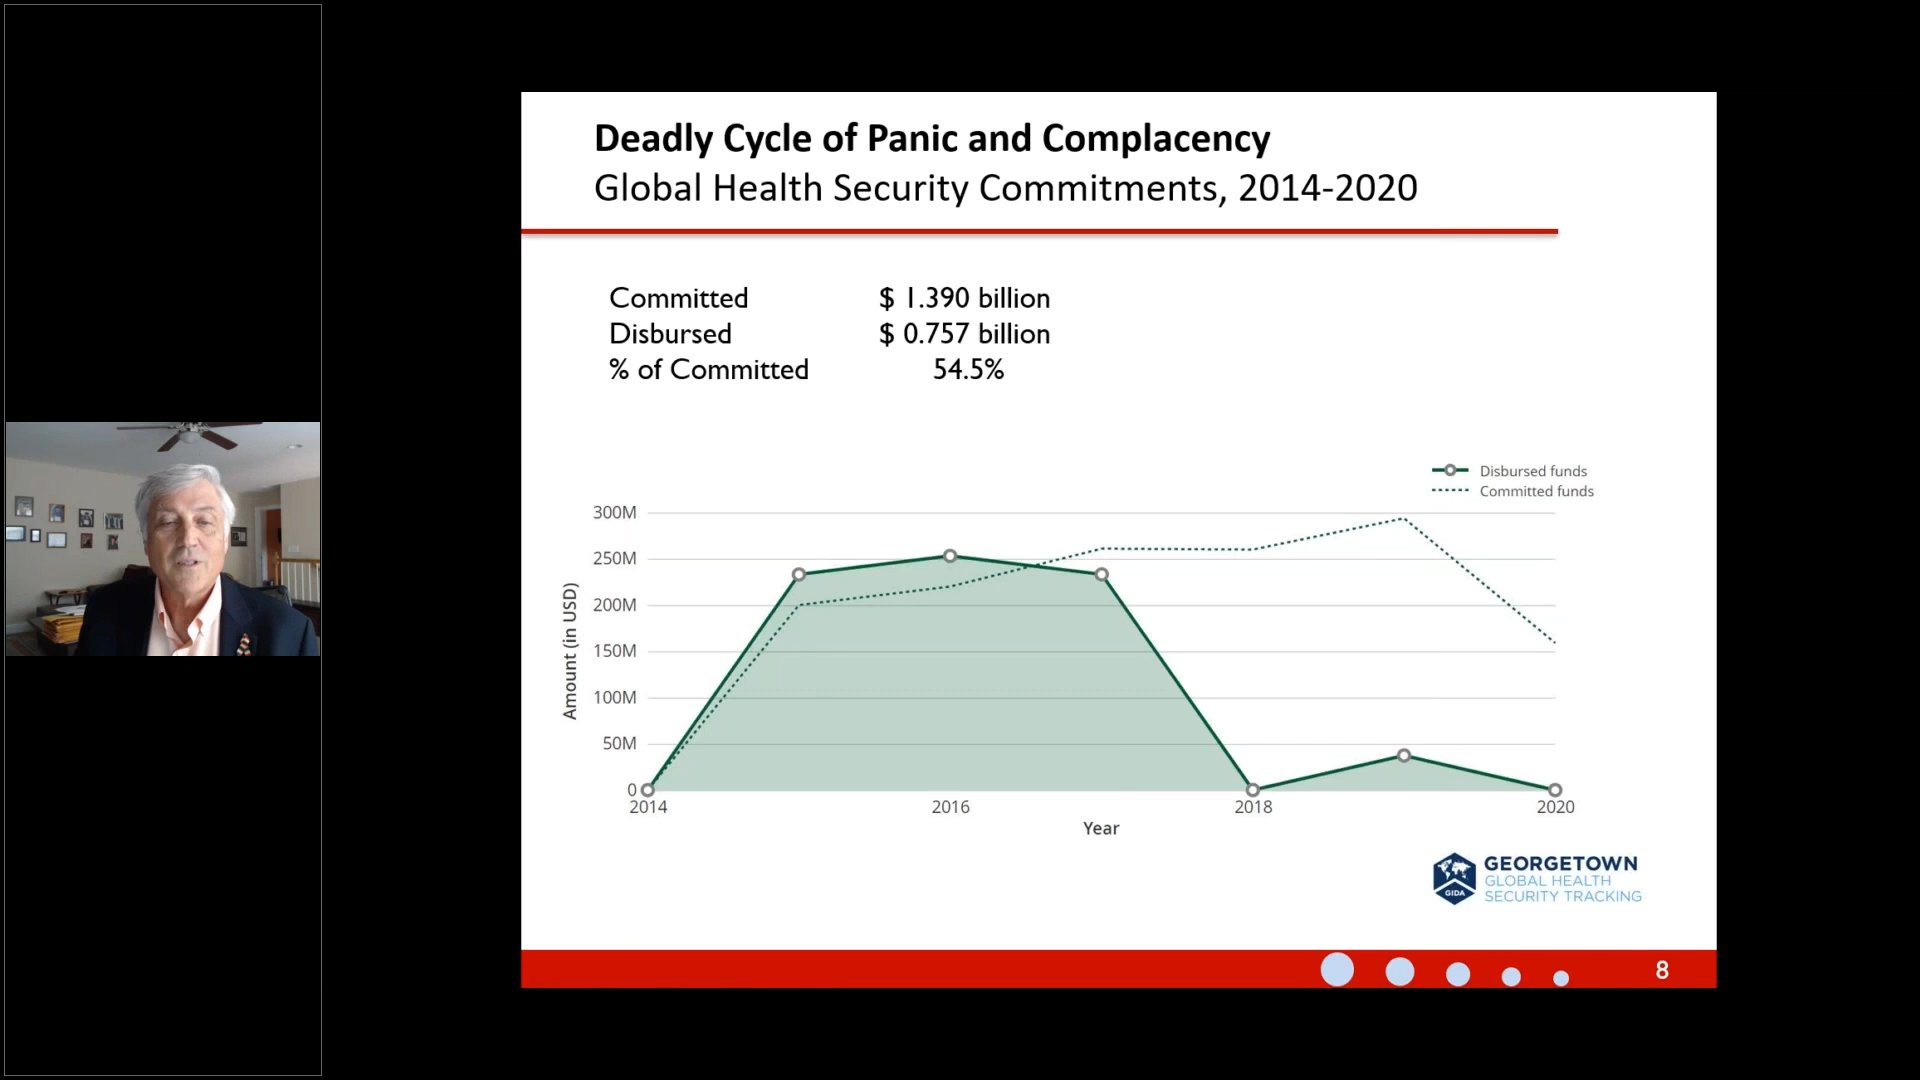 Deadly Cycle of Panic and Complacency
Global Health Security Commitments, 2014-2020
Committed $ 1.390 billion
Disbursed $ 0.757 billion
% of Committed 54.5%
Disbursed funds
Committed funds
300M
250M
200M
150M
100M
50M
0
Amount (in USD)
2014 2016 2018 2020
Year
GIDA
GEORGETOWN
GLOBAL HEALTH
SECURITY TRACKING
8